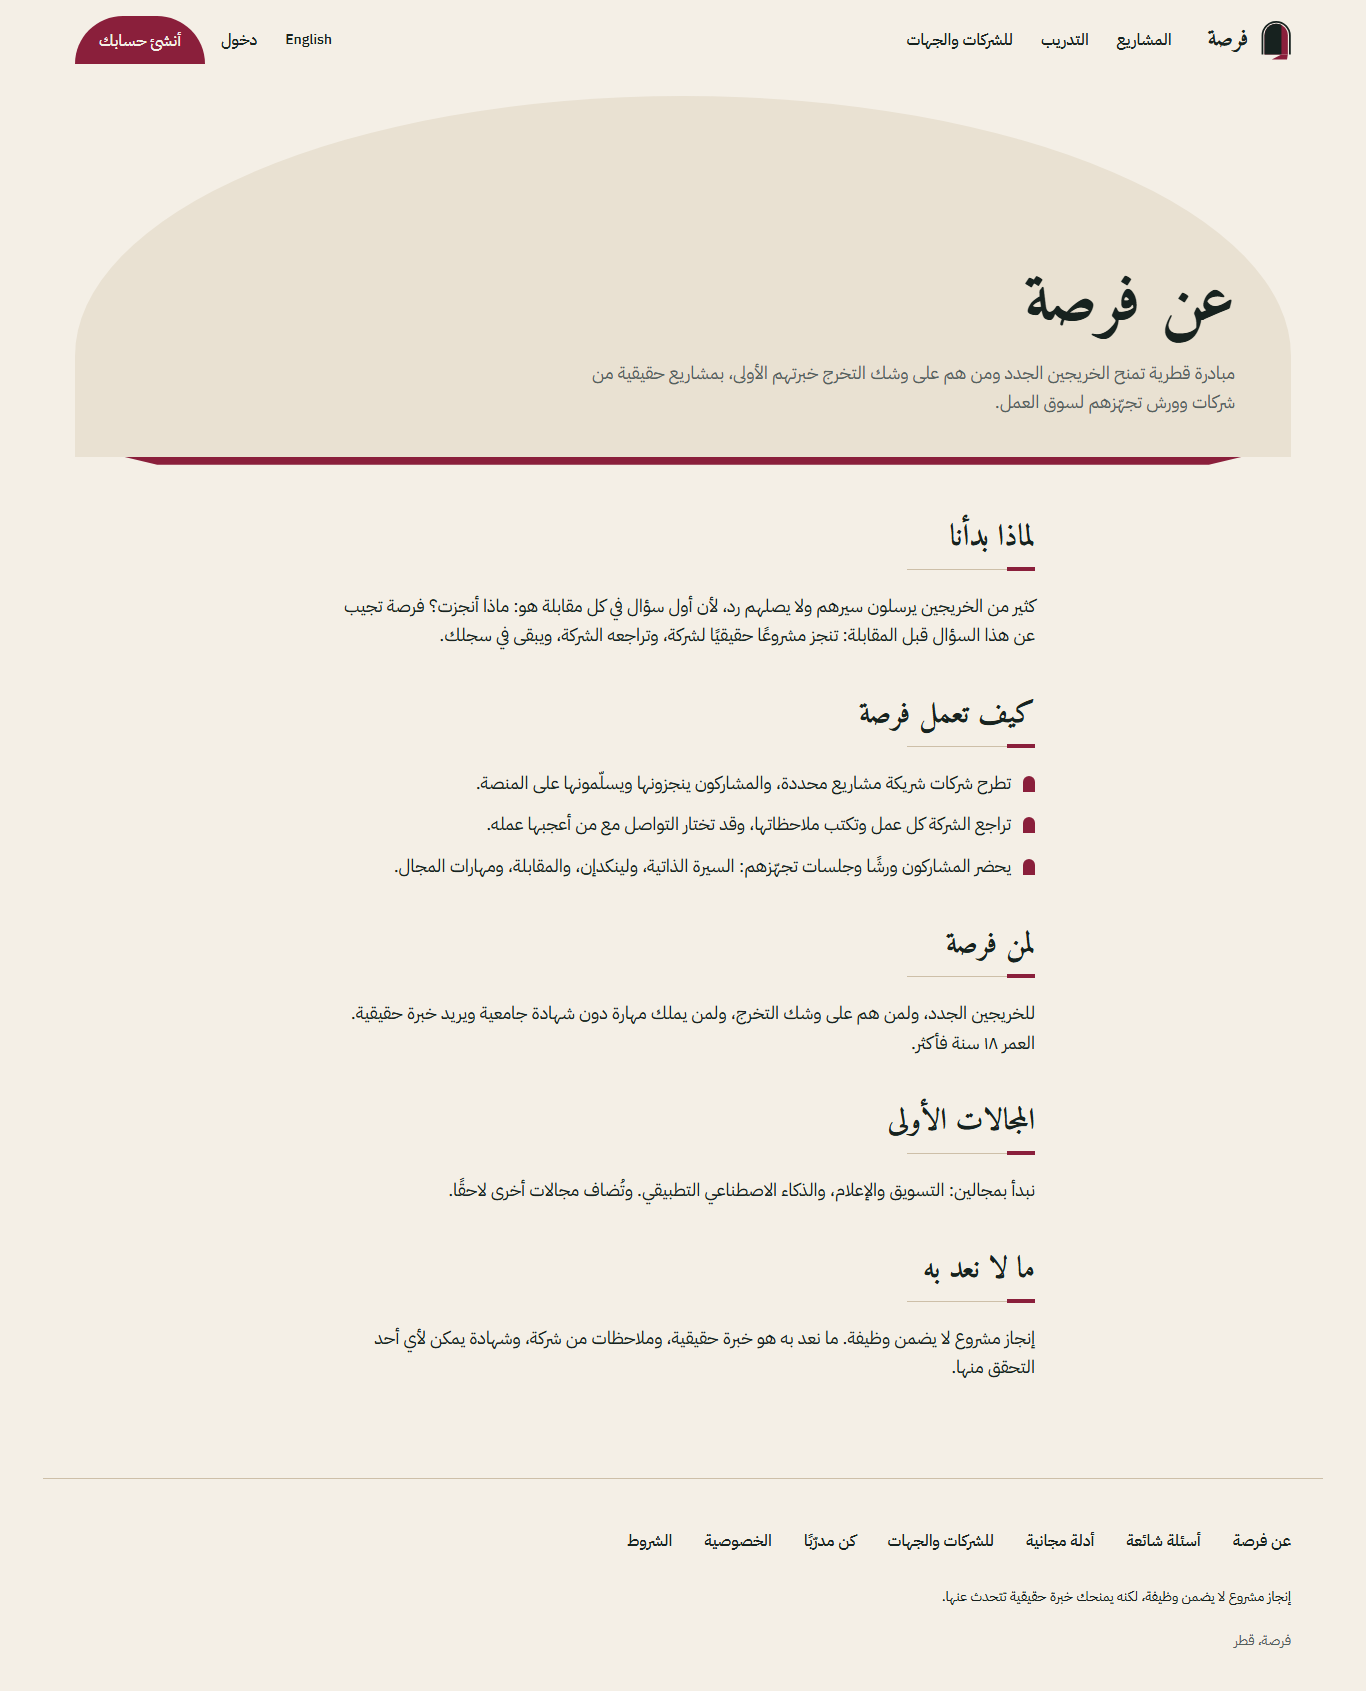 فرصة
المشاريع
التدريب
للشركات والجهات
English
دخول
أنشئ حسابك
عن فرصة
مبادرة قطرية تمنح الخريجين الجدد ومن هم على وشك التخرج خبرتهم الأولى، بمشاريع حقيقية من
شركات وورش تجهّزهم لسوق العمل.
لماذا بدأنا
كثير من الخريجين يرسلون سيرهم ولا يصلهم رد، لأن أول سؤال في كل مقابلة هو: ماذا أنجزت؟ فرصة تجيب
عن هذا السؤال قبل المقابلة: تنجز مشروعًا حقيقيًا لشركة، وتراجعه الشركة، ويبقى في سجلك.
كيف تعمل فرصة
تطرح شركات شريكة مشاريع محددة، والمشاركون ينجزونها ويسلّمونها على المنصة.
تراجع الشركة كل عمل وتكتب ملاحظاتها، وقد تختار التواصل مع من أعجبها عمله.
يحضر المشاركون ورشًا وجلسات تجهّزهم: السيرة الذاتية، ولينكدإن، والمقابلة، ومهارات المجال.
لمن فرصة
للخريجين الجدد، ولمن هم على وشك التخرج، ولمن يملك مهارة دون شهادة جامعية ويريد خبرة حقيقية.
العمر ١٨ سنة فأكثر.
المجالات الأولى
نبدأ بمجالين: التسويق والإعلام، والذكاء الاصطناعي التطبيقي. وتُضاف مجالات أخرى لاحقًا.
ما لا نعد به
إنجاز مشروع لا يضمن وظيفة. ما نعد به هو خبرة حقيقية، وملاحظات من شركة، وشهادة يمكن لأي أحد
التحقق منها.
عن فرصة
أسئلة شائعة
أدلة مجانية
للشركات والجهات
كن مدرّبًا
الخصوصية
الشروط
إنجاز مشروع لا يضمن وظيفة، لكنه يمنحك خبرة حقيقية تتحدث عنها.
فرصة، قطر